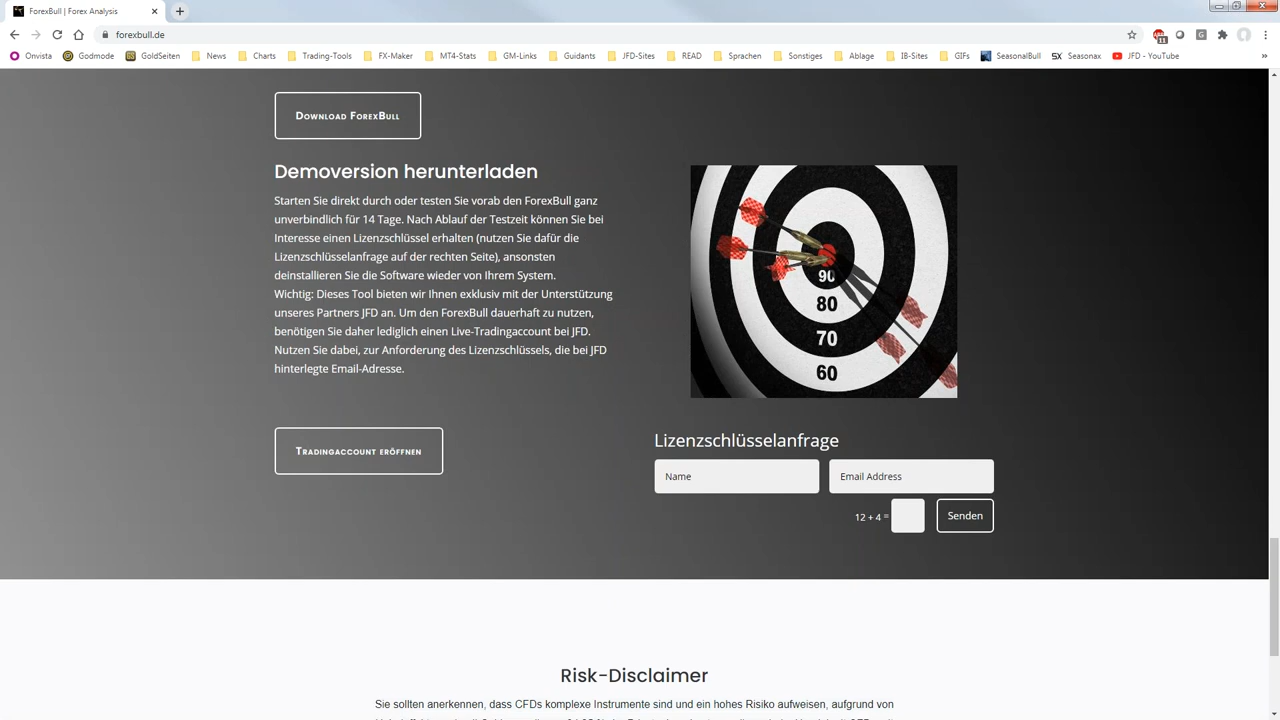 ForexBull | Forex Analysis
forexbull.de
Onvista Godmode GoldSeiten News Charts Trading-Tools FX-Maker MT4-Stats GM-Links Guidants JFD-Sites READ Sprachen Sonstiges Ablage IB-Sites GIFs SeasonalBull Seasonax JFD - YouTube »
Download ForexBull
Demoversion herunterladen
Starten Sie direkt durch oder testen Sie vorab den ForexBull ganz
unverbindlich für 14 Tage. Nach Ablauf der Testzeit können Sie bei
Interesse einen Lizenzschlüssel erhalten (nutzen Sie dafür die
Lizenzschlüsselanfrage auf der rechten Seite), ansonsten
deinstallieren Sie die Software wieder von Ihrem System.
Wichtig: Dieses Tool bieten wir Ihnen exklusiv mit der Unterstützung
unseres Partners JFD an. Um den ForexBull dauerhaft zu nutzen,
benötigen Sie daher lediglich einen Live-Tradingaccount bei JFD.
Nutzen Sie dabei, zur Anforderung des Lizenzschlüssels, die bei JFD
hinterlegte Email-Adresse.
90
80
70
60
Tradingaccount eröffnen
Lizenzschlüsselanfrage
Name Email Address
12 + 4 = Senden
Risk-Disclaimer
Sie sollten anerkennen, dass CFDs komplexe Instrumente sind und ein hohes Risiko aufweisen, aufgrund von